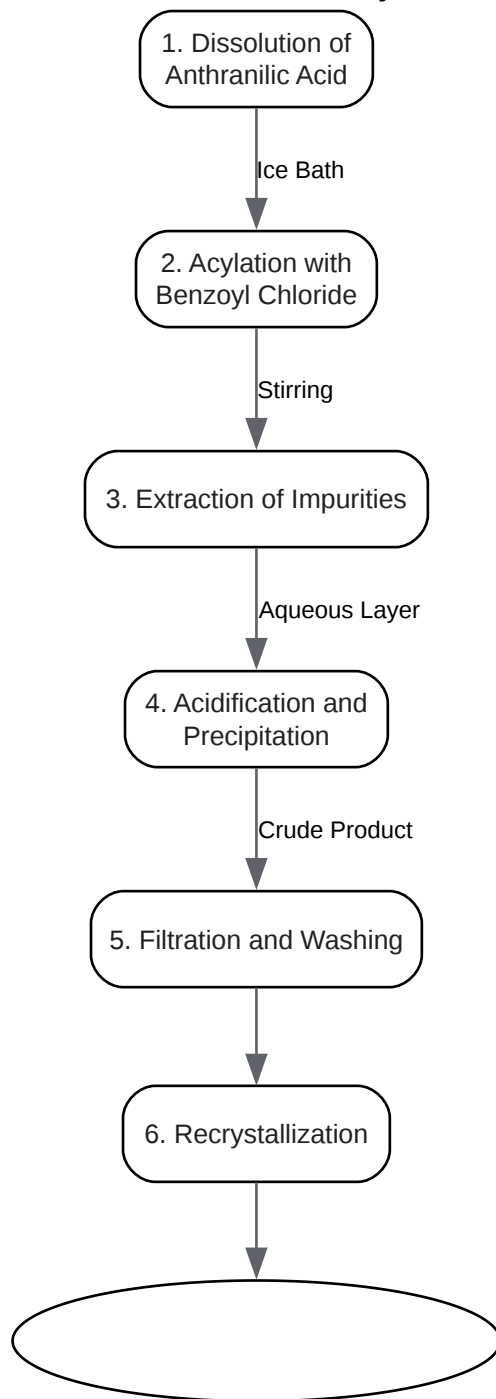 1. Dissolution of
Anthranilic Acid
Ice Bath
2. Acylation with
Benzoyl Chloride
Stirring
3. Extraction of Impurities
Aqueous Layer
4. Acidification and
Precipitation
Crude Product
5. Filtration and Washing
6. Recrystallization